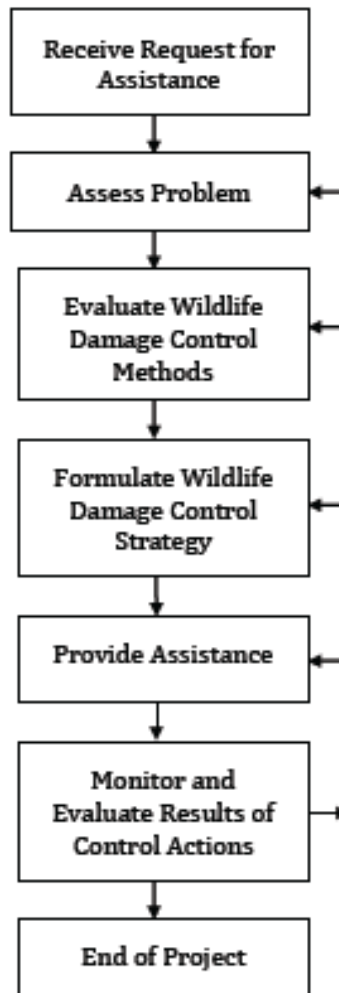 Receive Request for
Assistance
Assess Problem
Evaluate Wildlife
Damage Control
Methods
Formulate Wildlife
Damage Control
Strategy
Provide Assistance
Monitor and
Evaluate Results of
Control Actions
End of Project